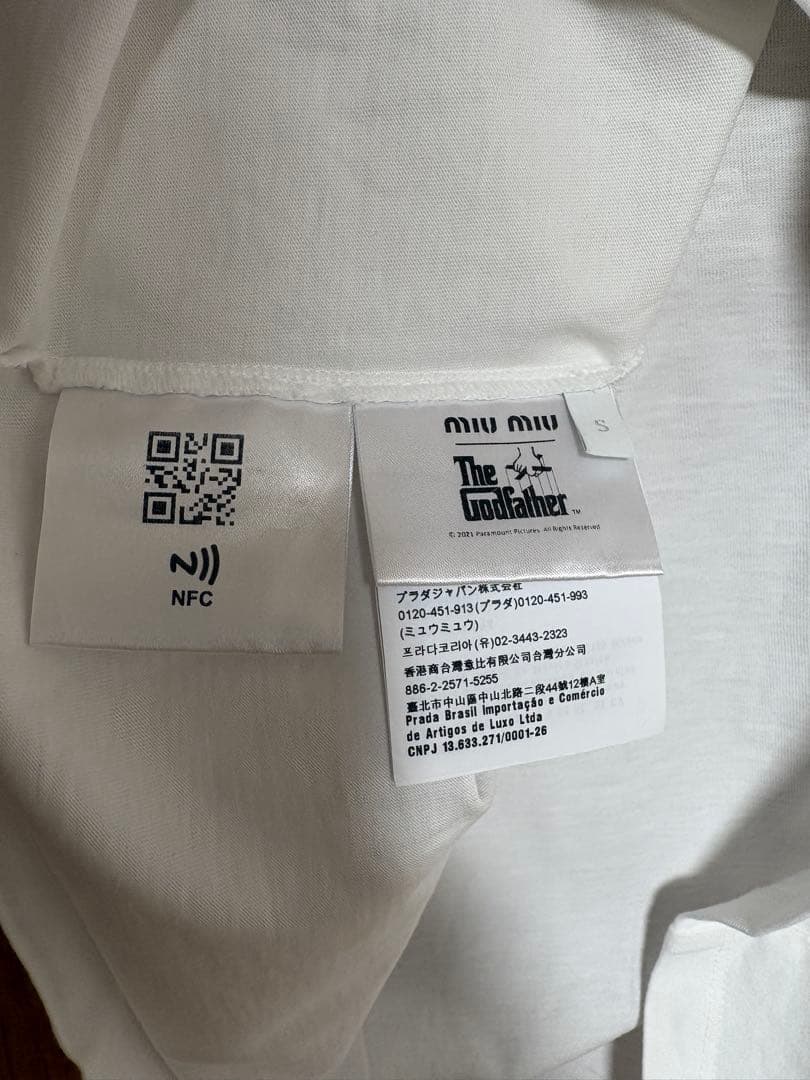 NFC
miu miu
S
The
Godfather™
© 2021 Paramount Pictures. All Rights Reserved
プラダジャパン株式会社
0120-451-913(プラダ)0120-451-993
(ミュウミュウ)
프라다코리아(유)02-3443-2323
香港商台灣意比有限公司台灣分公司
886-2-2571-5255
臺北市中山區中山北路二段44號12樓A室
Prada Brasil Importação e Comércio
de Artigos de Luxo Ltda
CNPJ 13.633.271/0001-26